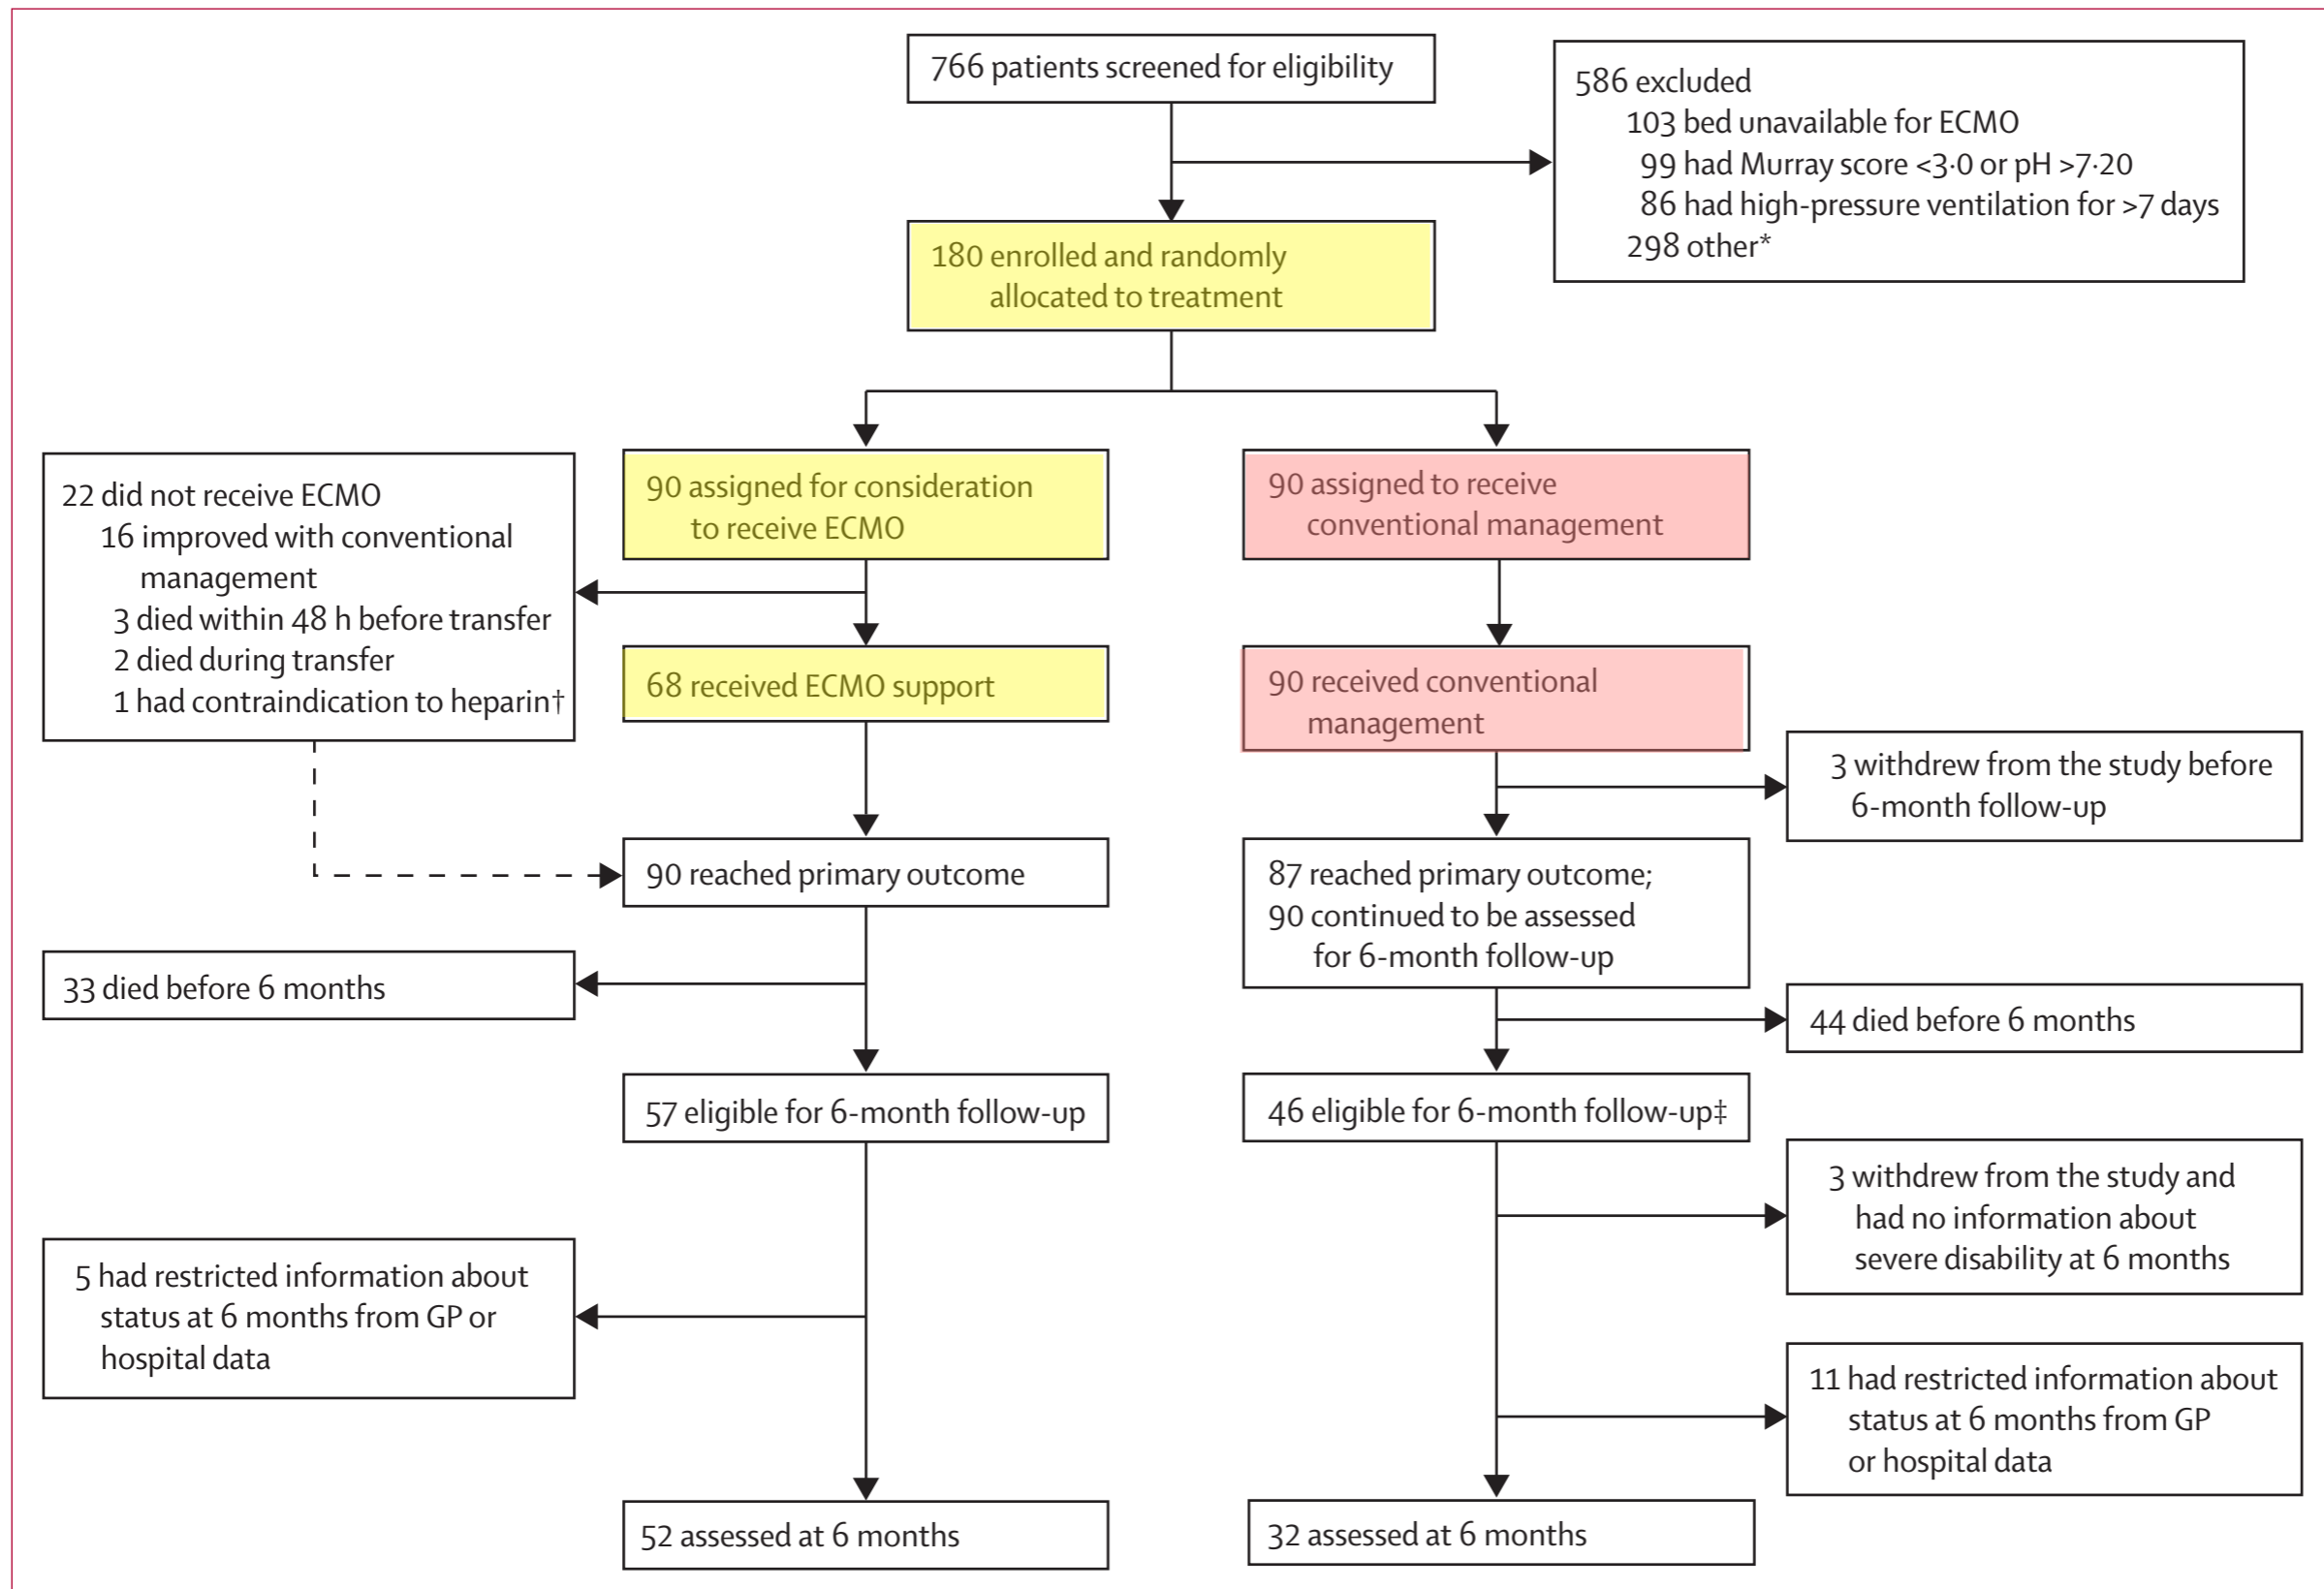 766 patients screened for eligibility
586 excluded
103 bed unavailable for ECMO
99 had Murray score <3·0 or pH >7·20
86 had high-pressure ventilation for >7 days
298 other*
180 enrolled and randomly
allocated to treatment
90 assigned for consideration
to receive ECMO
90 assigned to receive
conventional management
22 did not receive ECMO
16 improved with conventional
management
3 died within 48 h before transfer
2 died during transfer
1 had contraindication to heparin†
68 received ECMO support
90 received conventional
management
3 withdrew from the study before
6-month follow-up
90 reached primary outcome
87 reached primary outcome;
90 continued to be assessed
for 6-month follow-up
33 died before 6 months
44 died before 6 months
57 eligible for 6-month follow-up
46 eligible for 6-month follow-up‡
3 withdrew from the study and
had no information about
severe disability at 6 months
5 had restricted information about
status at 6 months from GP or
hospital data
11 had restricted information about
status at 6 months from GP
or hospital data
52 assessed at 6 months
32 assessed at 6 months